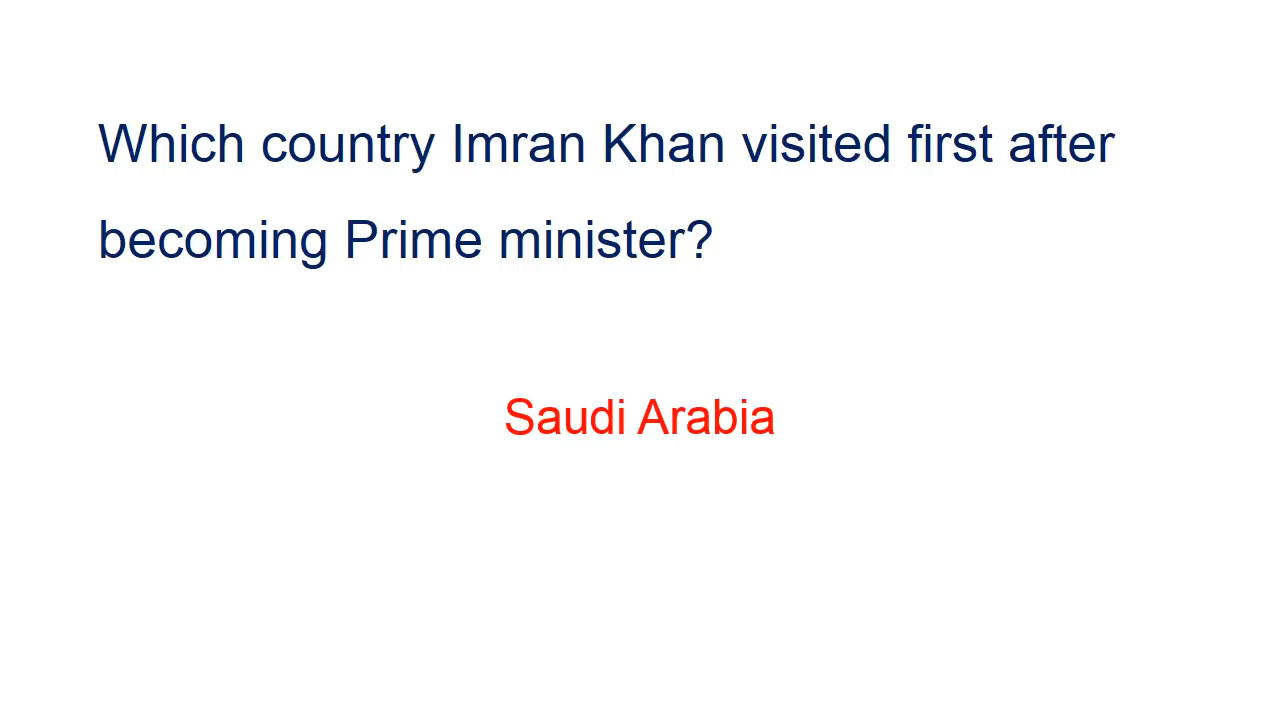 Which country Imran Khan visited first after
becoming Prime minister?
Saudi Arabia